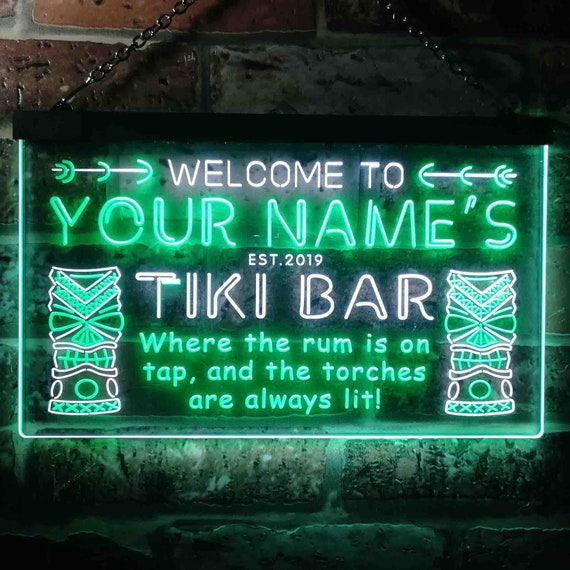 WELCOME TO
YOUR NAME'S
EST.2019
TIKI BAR
Where the rum is on
tap, and the torches
are always lit!